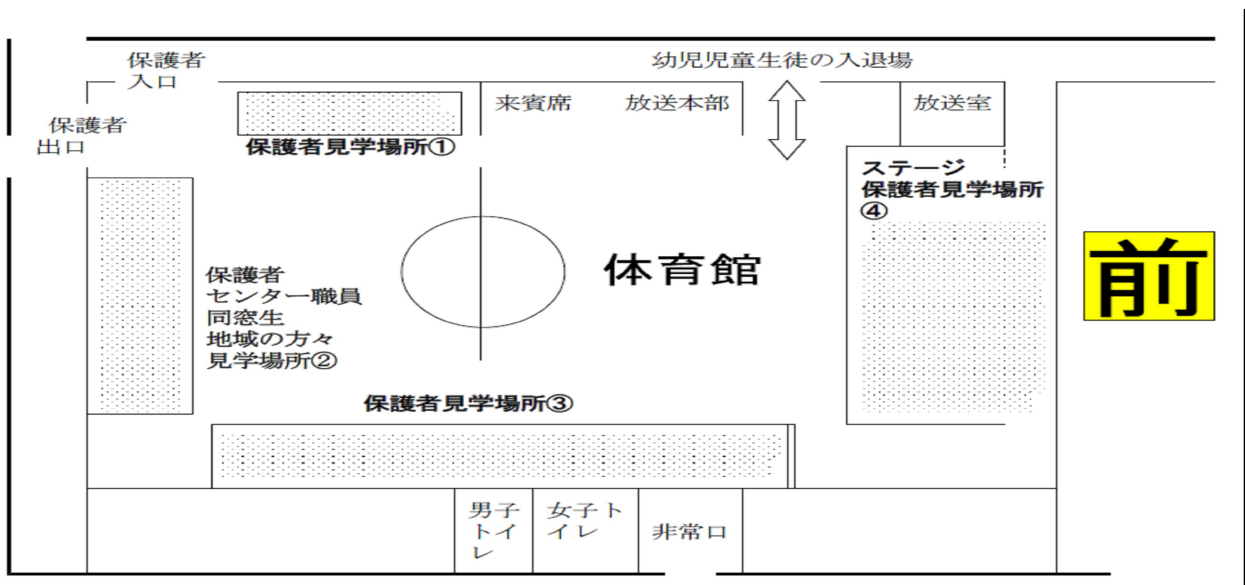 保護者
入口
幼児児童生徒の入退場
来賓席
放送本部
放送室
保護者
出口
保護者見学場所①
ステージ
保護者見学場所
④
体育館
前
保護者
センター職員
同窓生
地域の方々
見学場所②
保護者見学場所③
男子
トイ
レ
女子ト
イレ
非常口